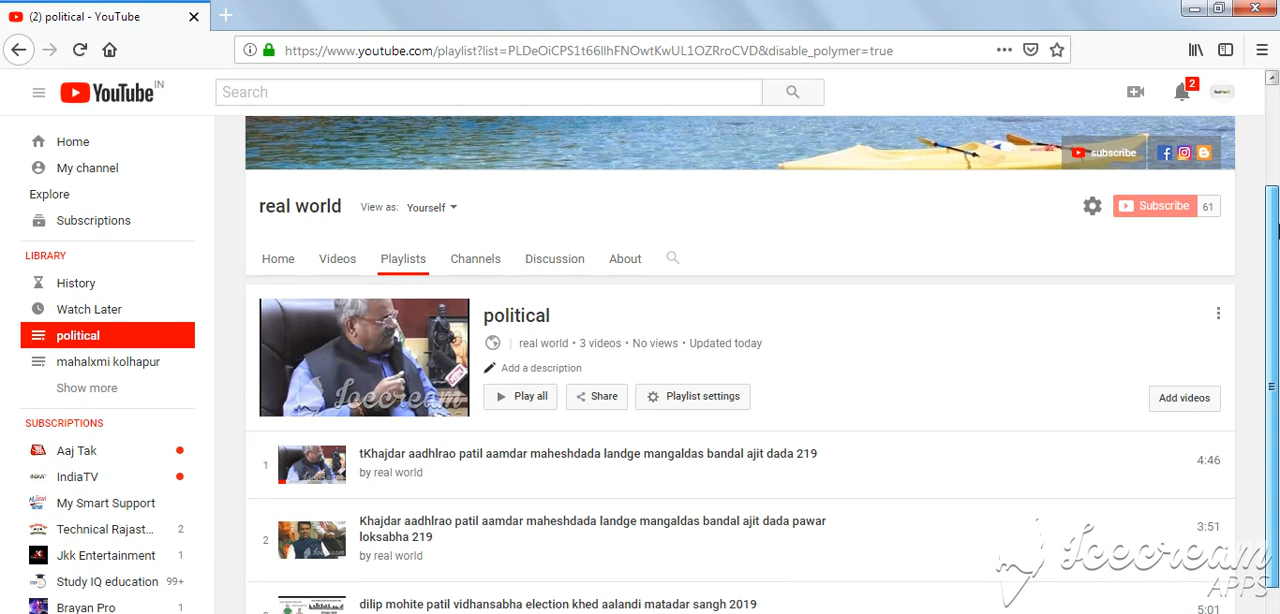 (2) political - YouTube
https://www.youtube.com/playlist?list=PLDeOiCPS1t66IlhFNOwtKwUL1OZRroCVD&disable_polymer=true
YouTube IN
Search
2
Home
My channel
Explore
Subscriptions
LIBRARY
History
Watch Later
political
mahalxmi kolhapur
Show more
SUBSCRIPTIONS
Aaj Tak
IndiaTV
My Smart Support
Technical Rajast... 2
Jkk Entertainment 1
Study IQ education 99+
Brayan Pro 1
subscribe
real world
View as: Yourself
Subscribe 61
Home Videos Playlists Channels Discussion About
political
real world • 3 videos • No views • Updated today
Add a description
Play all Share Playlist settings
Add videos
Icecream
1 tKhajdar aadhlrao patil aamdar maheshdada landge mangaldas bandal ajit dada 219 4:46
by real world
2 Khajdar aadhlrao patil aamdar maheshdada landge mangaldas bandal ajit dada pawar 3:51
loksabha 219
by real world
dilip mohite patil vidhansabha election khed aalandi matadar sangh 2019 5:01
Icecream
APPS